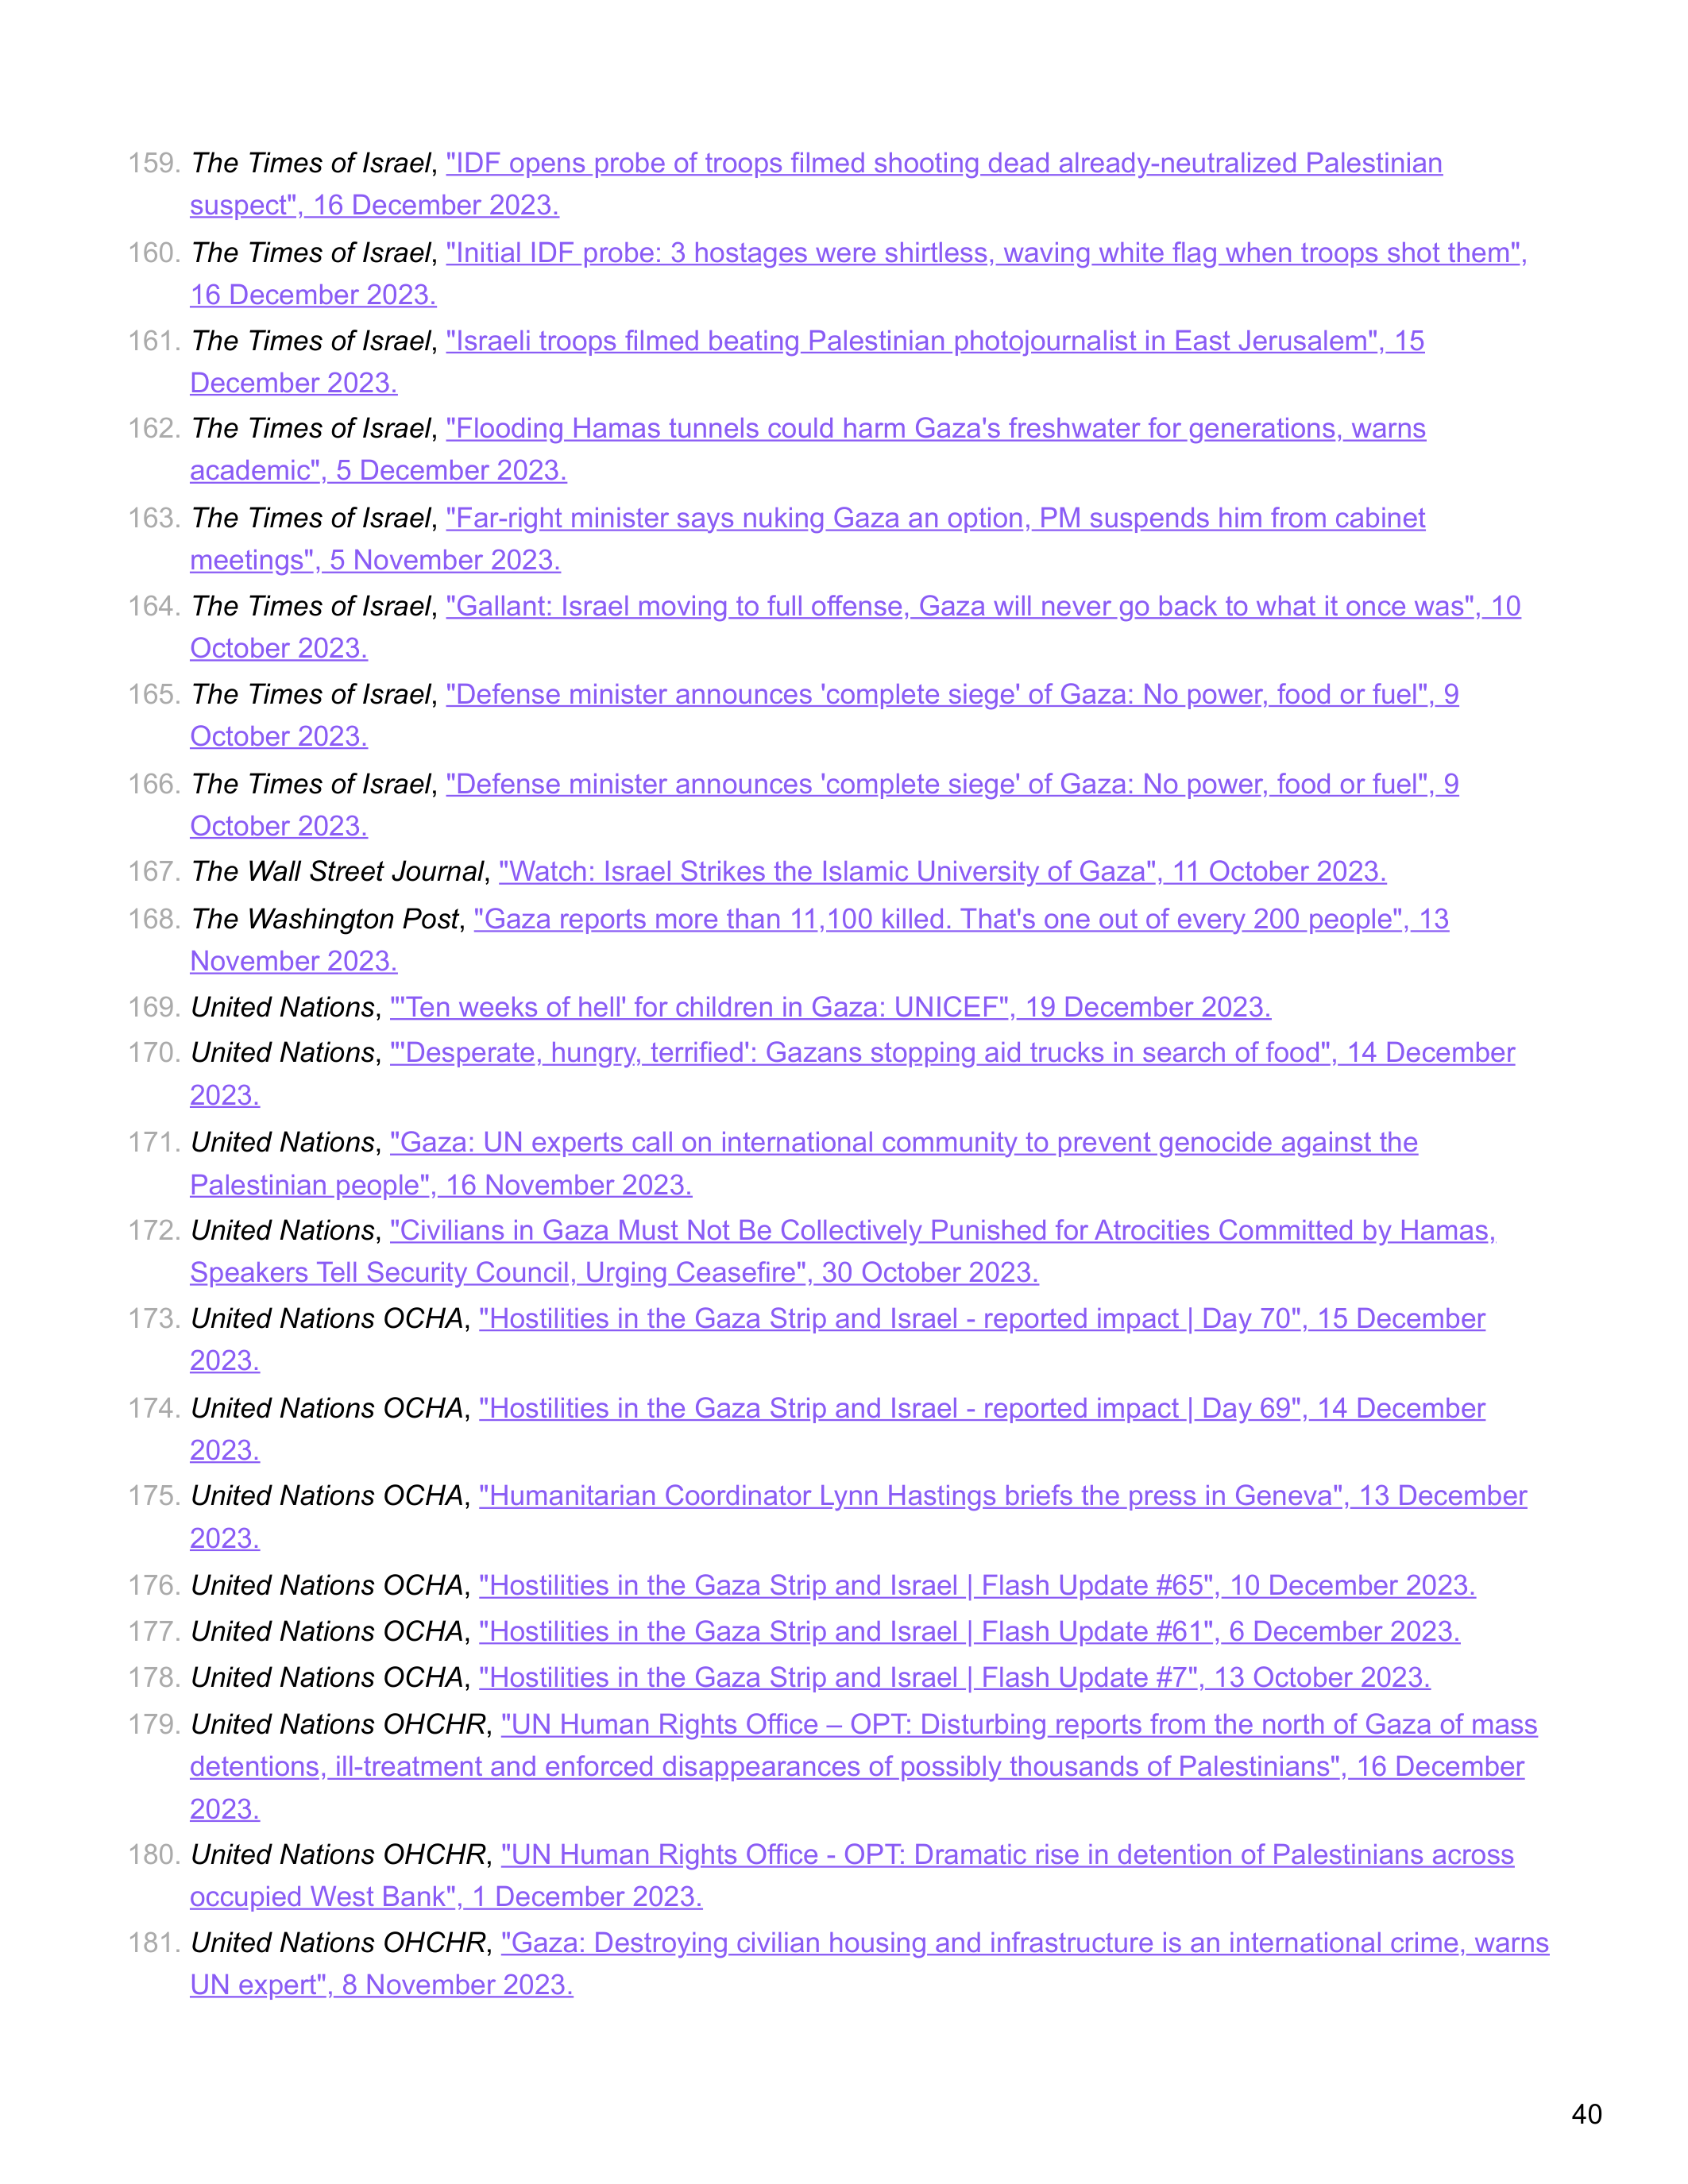 159. The Times of Israel, "IDF opens probe of troops filmed shooting dead already-neutralized Palestinian
suspect", 16 December 2023.
160. The Times of Israel, "Initial IDF probe: 3 hostages were shirtless, waving white flag when troops shot them",
16 December 2023.
161. The Times of Israel, "Israeli troops filmed beating Palestinian photojournalist in East Jerusalem", 15
December 2023.
162. The Times of Israel, "Flooding Hamas tunnels could harm Gaza's freshwater for generations, warns
academic", 5 December 2023.
163. The Times of Israel, "Far-right minister says nuking Gaza an option, PM suspends him from cabinet
meetings", 5 November 2023.
164. The Times of Israel, "Gallant: Israel moving to full offense, Gaza will never go back to what it once was", 10
October 2023.
165. The Times of Israel, "Defense minister announces 'complete siege' of Gaza: No power, food or fuel", 9
October 2023.
166. The Times of Israel, "Defense minister announces 'complete siege' of Gaza: No power, food or fuel", 9
October 2023.
167. The Wall Street Journal, "Watch: Israel Strikes the Islamic University of Gaza", 11 October 2023.
168. The Washington Post, "Gaza reports more than 11,100 killed. That's one out of every 200 people", 13
November 2023.
169. United Nations, "'Ten weeks of hell' for children in Gaza: UNICEF", 19 December 2023.
170. United Nations, "'Desperate, hungry, terrified': Gazans stopping aid trucks in search of food", 14 December
2023.
171. United Nations, "Gaza: UN experts call on international community to prevent genocide against the
Palestinian people", 16 November 2023.
172. United Nations, "Civilians in Gaza Must Not Be Collectively Punished for Atrocities Committed by Hamas,
Speakers Tell Security Council, Urging Ceasefire", 30 October 2023.
173. United Nations OCHA, "Hostilities in the Gaza Strip and Israel - reported impact | Day 70", 15 December
2023.
174. United Nations OCHA, "Hostilities in the Gaza Strip and Israel - reported impact | Day 69", 14 December
2023.
175. United Nations OCHA, "Humanitarian Coordinator Lynn Hastings briefs the press in Geneva", 13 December
2023.
176. United Nations OCHA, "Hostilities in the Gaza Strip and Israel | Flash Update #65", 10 December 2023.
177. United Nations OCHA, "Hostilities in the Gaza Strip and Israel | Flash Update #61", 6 December 2023.
178. United Nations OCHA, "Hostilities in the Gaza Strip and Israel | Flash Update #7", 13 October 2023.
179. United Nations OHCHR, "UN Human Rights Office – OPT: Disturbing reports from the north of Gaza of mass
detentions, ill-treatment and enforced disappearances of possibly thousands of Palestinians", 16 December
2023.
180. United Nations OHCHR, "UN Human Rights Office - OPT: Dramatic rise in detention of Palestinians across
occupied West Bank", 1 December 2023.
181. United Nations OHCHR, "Gaza: Destroying civilian housing and infrastructure is an international crime, warns
UN expert", 8 November 2023.
40